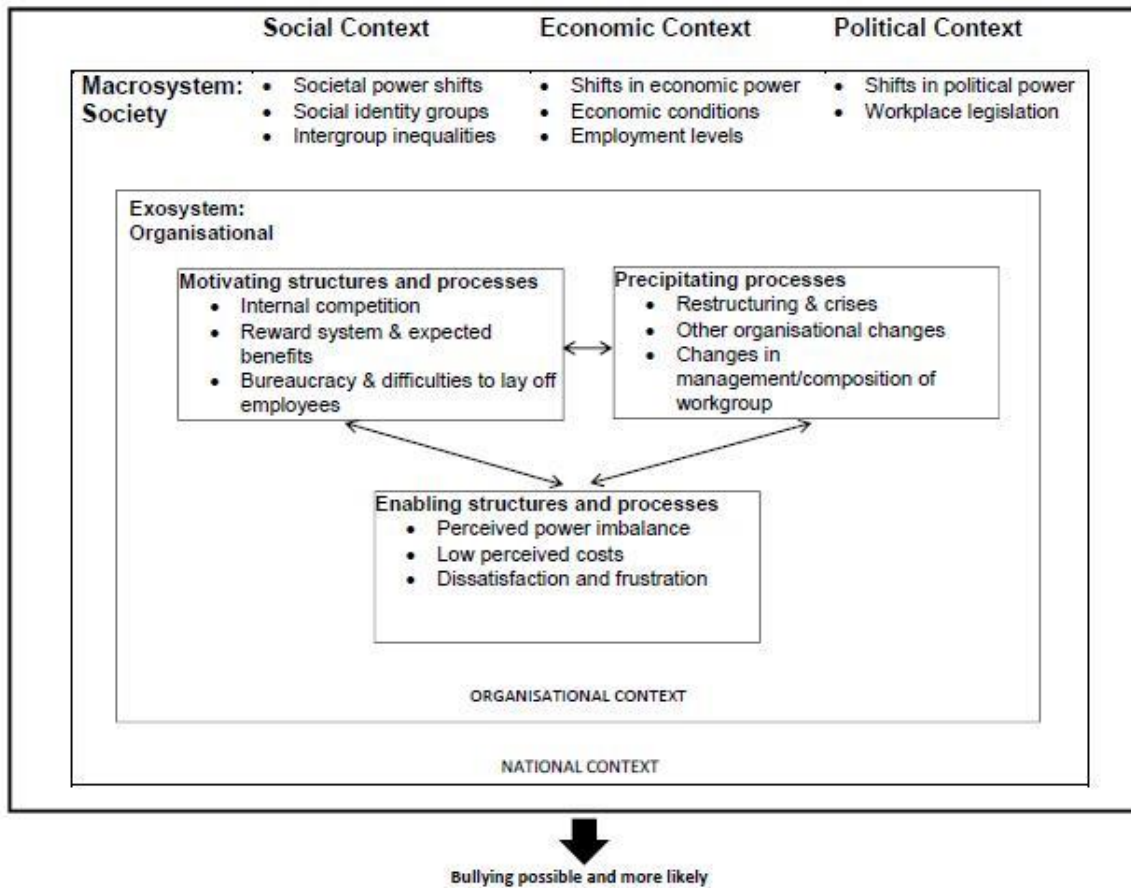 Social Context
Economic Context
Political Context
Macrosystem:
Society
• Societal power shifts
• Social identity groups
• Intergroup inequalities
• Shifts in economic power
• Economic conditions
• Employment levels
• Shifts in political power
• Workplace legislation
Exosystem:
Organisational
Motivating structures and processes
• Internal competition
• Reward system & expected
benefits
• Bureaucracy & difficulties to lay off
employees
Precipitating processes
• Restructuring & crises
• Other organisational changes
• Changes in
management/composition of
workgroup
Enabling structures and processes
• Perceived power imbalance
• Low perceived costs
• Dissatisfaction and frustration
ORGANISATIONAL CONTEXT
NATIONAL CONTEXT
Bullying possible and more likely